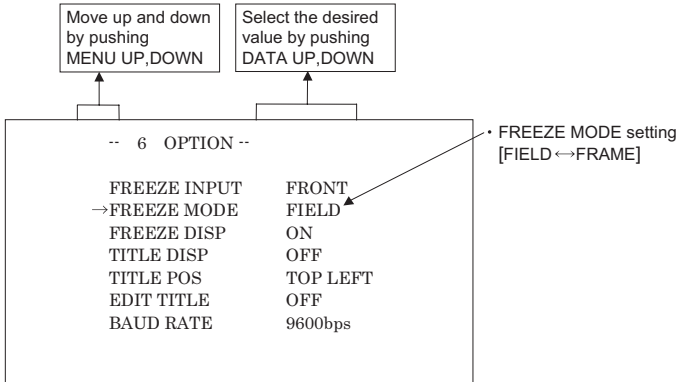 Move up and down
by pushing
MENU UP,DOWN
Select the desired
value by pushing
DATA UP,DOWN
-- 6 OPTION --
FREEZE INPUT FRONT
→FREEZE MODE FIELD
FREEZE DISP ON
TITLE DISP OFF
TITLE POS TOP LEFT
EDIT TITLE OFF
BAUD RATE 9600bps
• FREEZE MODE setting
[FIELD↔FRAME]